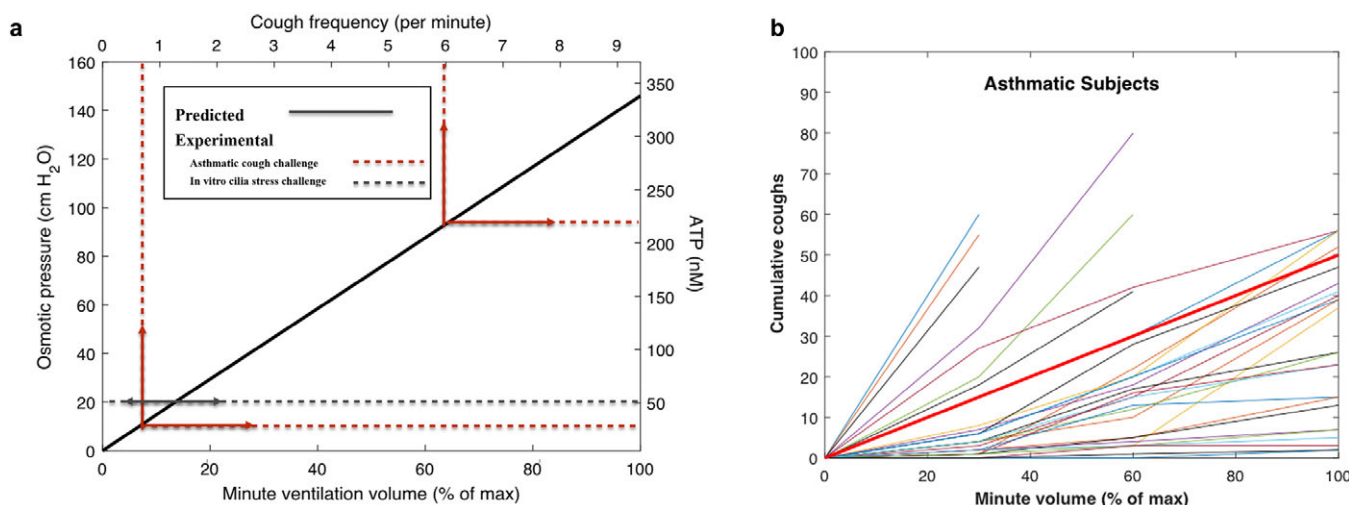 a
Cough frequency (per minute)
0 1 2 3 4 5 6 7 8 9
160
140
120
100
80
60
40
20
0
Osmotic pressure (cm H₂O)
Predicted
Experimental
Asthmatic cough challenge
In vitro cilia stress challenge
350
300
250
200
150
100
50
ATP (nM)
0 20 40 60 80 100
Minute ventilation volume (% of max)
b
Asthmatic Subjects
100
90
80
70
60
50
40
30
20
10
0
Cumulative coughs
0 20 40 60 80 100
Minute volume (% of max)